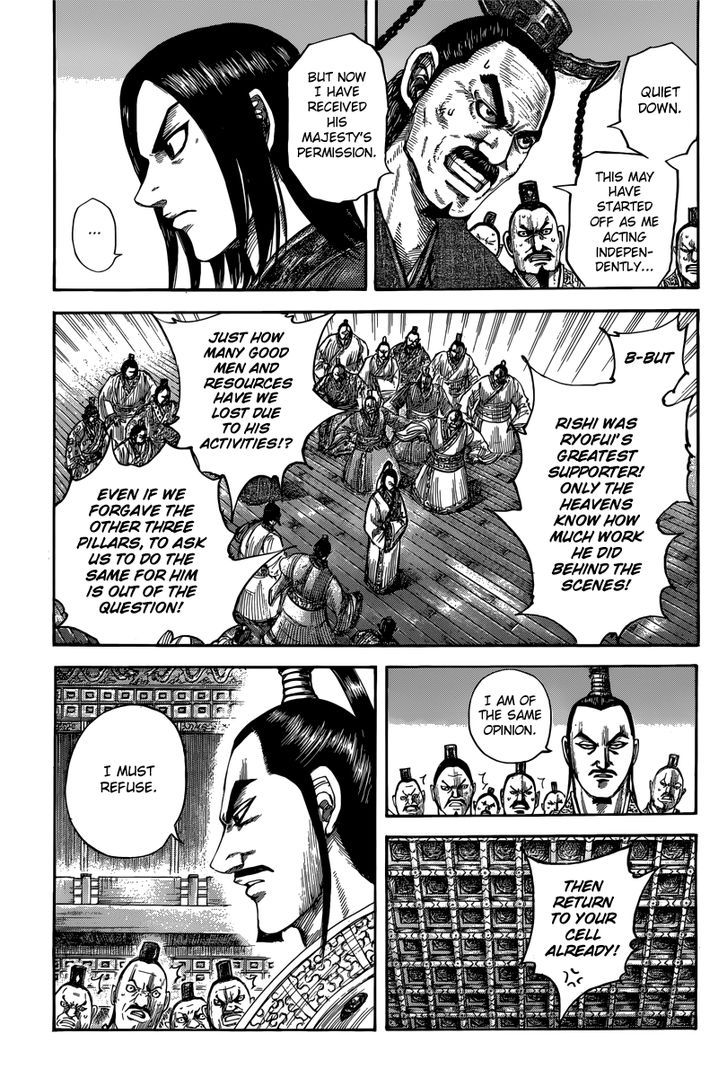 QUIET
DOWN.
THIS MAY
HAVE
STARTED
OFF AS ME
ACTING
INDEPEN-
DENTLY...
BUT NOW
I HAVE
RECEIVED
HIS
MAJESTY'S
PERMISSION.
...
B-BUT
RISHI WAS
RYOFUI'S
GREATEST
SUPPORTER!
ONLY THE
HEAVENS
KNOW HOW
MUCH WORK
HE DID
BEHIND
THE
SCENES!
JUST HOW
MANY GOOD
MEN AND
RESOURCES
HAVE WE
LOST DUE
TO HIS
ACTIVITIES!?
EVEN IF WE
FORGAVE THE
OTHER THREE
PILLARS, TO ASK
US TO DO THE
SAME FOR HIM
IS OUT OF THE
QUESTION!
I AM OF
THE SAME
OPINION.
THEN
RETURN
TO YOUR
CELL
ALREADY!
I MUST
REFUSE.